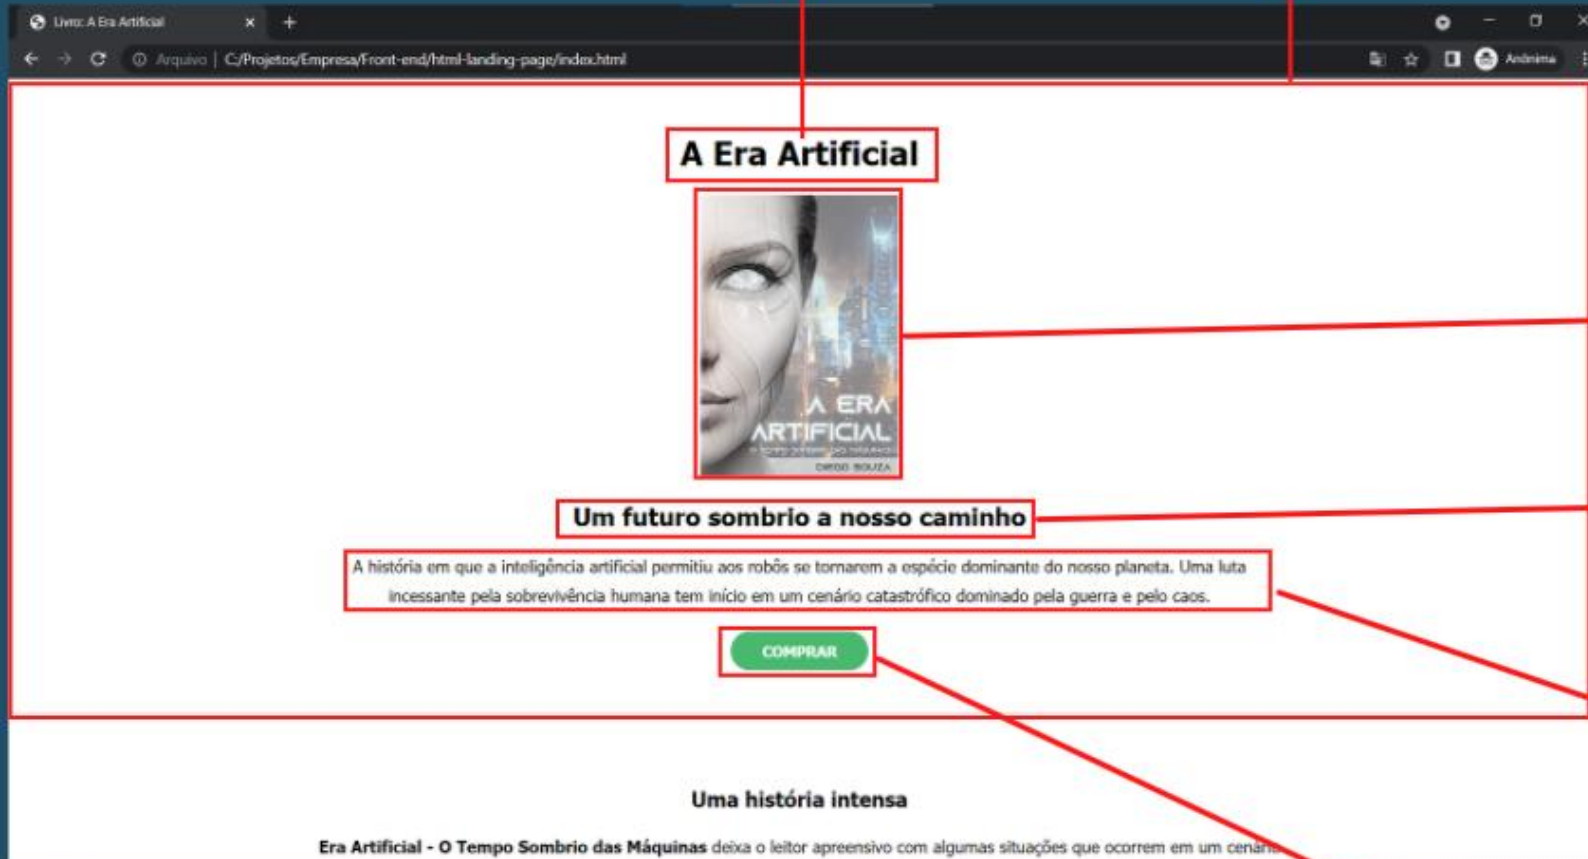 Livro: A Era Artificial
Arquivo | C:/Projetos/Empresa/Front-end/html-landing-page/index.html
Anônima
A Era Artificial
A ERA
ARTIFICIAL
DIEGO SOUZA
Um futuro sombrio a nosso caminho
A história em que a inteligência artificial permitiu aos robôs se tornarem a espécie dominante do nosso planeta. Uma luta
incessante pela sobrevivência humana tem início em um cenário catastrófico dominado pela guerra e pelo caos.
COMPRAR
Uma história intensa
Era Artificial - O Tempo Sombrio das Máquinas deixa o leitor apreensivo com algumas situações que ocorrem em um